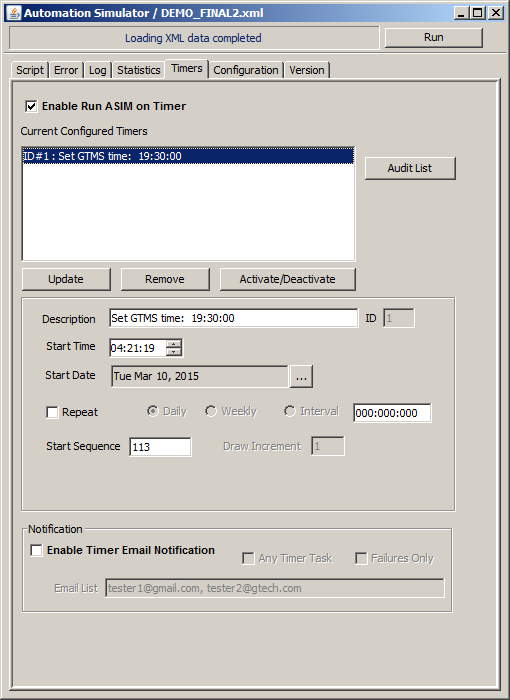 Automation Simulator / DEMO_FINAL2.xml
Loading XML data completed Run
Script Error Log Statistics Timers Configuration Version
Enable Run ASIM on Timer
Current Configured Timers
ID#1 : Set GTMS time:  19:30:00
Audit List
Update Remove Activate/Deactivate
Description Set GTMS time:  19:30:00 ID 1
Start Time 04:21:19
Start Date Tue Mar 10, 2015 ...
Repeat Daily Weekly Interval 000:000:000
Start Sequence 113 Draw Increment 1
Notification
Enable Timer Email Notification Any Timer Task Failures Only
Email List tester1@gmail.com, tester2@gtech.com